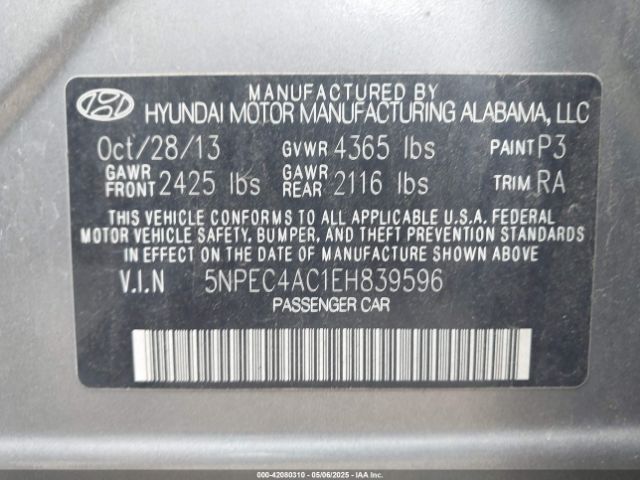 MANUFACTURED BY
HYUNDAI MOTOR MANUFACTURING ALABAMA, LLC
Oct/28/13 GVWR 4365 lbs PAINT P3
GAWR FRONT 2425 lbs GAWR REAR 2116 lbs TRIM RA
THIS VEHICLE CONFORMS TO ALL APPLICABLE U.S.A. FEDERAL
MOTOR VEHICLE SAFETY, BUMPER, AND THEFT PREVENTION STANDARDS
IN EFFECT ON THE DATE OF MANUFACTURE SHOWN ABOVE.
V.I.N 5NPEC4AC1EH839596
PASSENGER CAR
000-42080310 - 05/06/2025 - IAA, Inc.